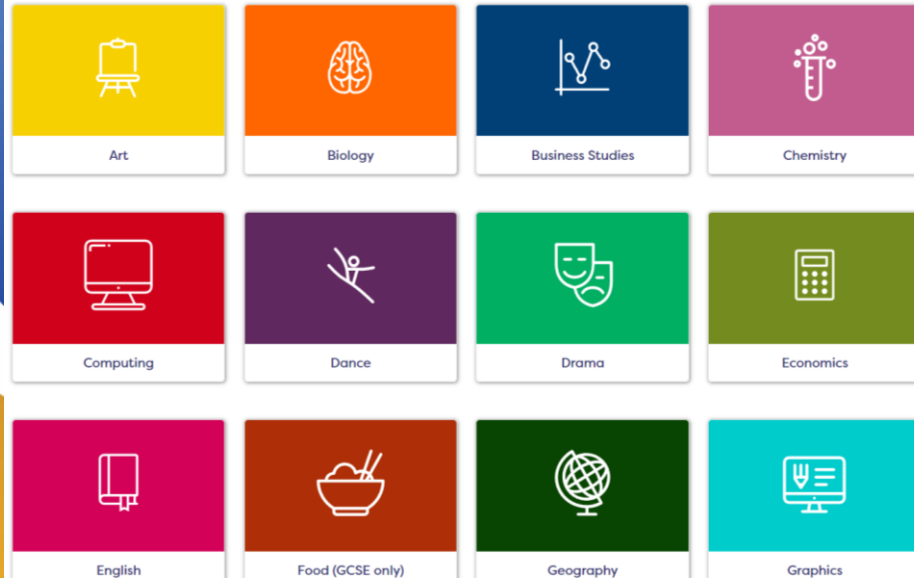 Art
Biology
Business Studies
Chemistry
Computing
Dance
Drama
Economics
English
Food (GCSE only)
Geography
Graphics